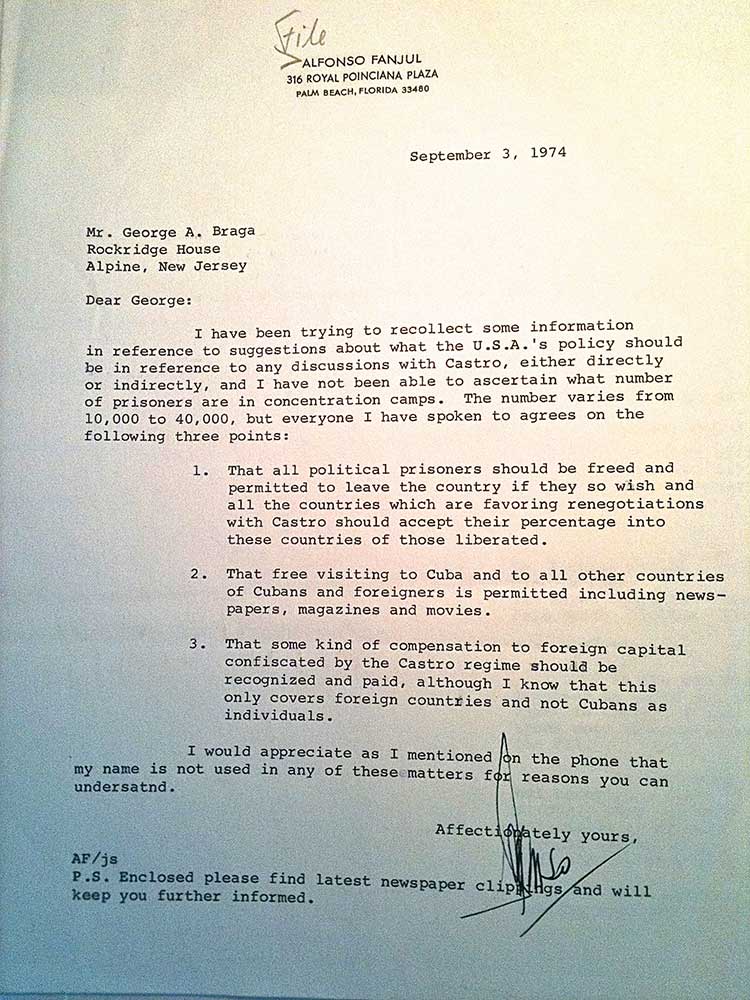 File
ALFONSO FANJUL
316 ROYAL POINCIANA PLAZA
PALM BEACH, FLORIDA 33480
September 3, 1974
Mr. George A. Braga
Rockridge House
Alpine, New Jersey
Dear George:
I have been trying to recollect some information
in reference to suggestions about what the U.S.A.'s policy should
be in reference to any discussions with Castro, either directly
or indirectly, and I have not been able to ascertain what number
of prisoners are in concentration camps. The number varies from
10,000 to 40,000, but everyone I have spoken to agrees on the
following three points:
1. That all political prisoners should be freed and
permitted to leave the country if they so wish and
all the countries which are favoring renegotiations
with Castro should accept their percentage into
these countries of those liberated.
2. That free visiting to Cuba and to all other countries
of Cubans and foreigners is permitted including news-
papers, magazines and movies.
3. That some kind of compensation to foreign capital
confiscated by the Castro regime should be
recognized and paid, although I know that this
only covers foreign countries and not Cubans as
individuals.
I would appreciate as I mentioned on the phone that
my name is not used in any of these matters for reasons you can
undersatnd.
Affectionately yours,
AF/js
P.S. Enclosed please find latest newspaper clippings and will
keep you further informed.